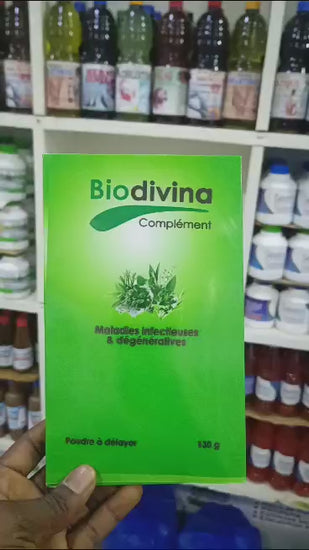 Biodivina
Complément
Maladies infectieuses
& dégénératives
Poudre à délayer
130 g